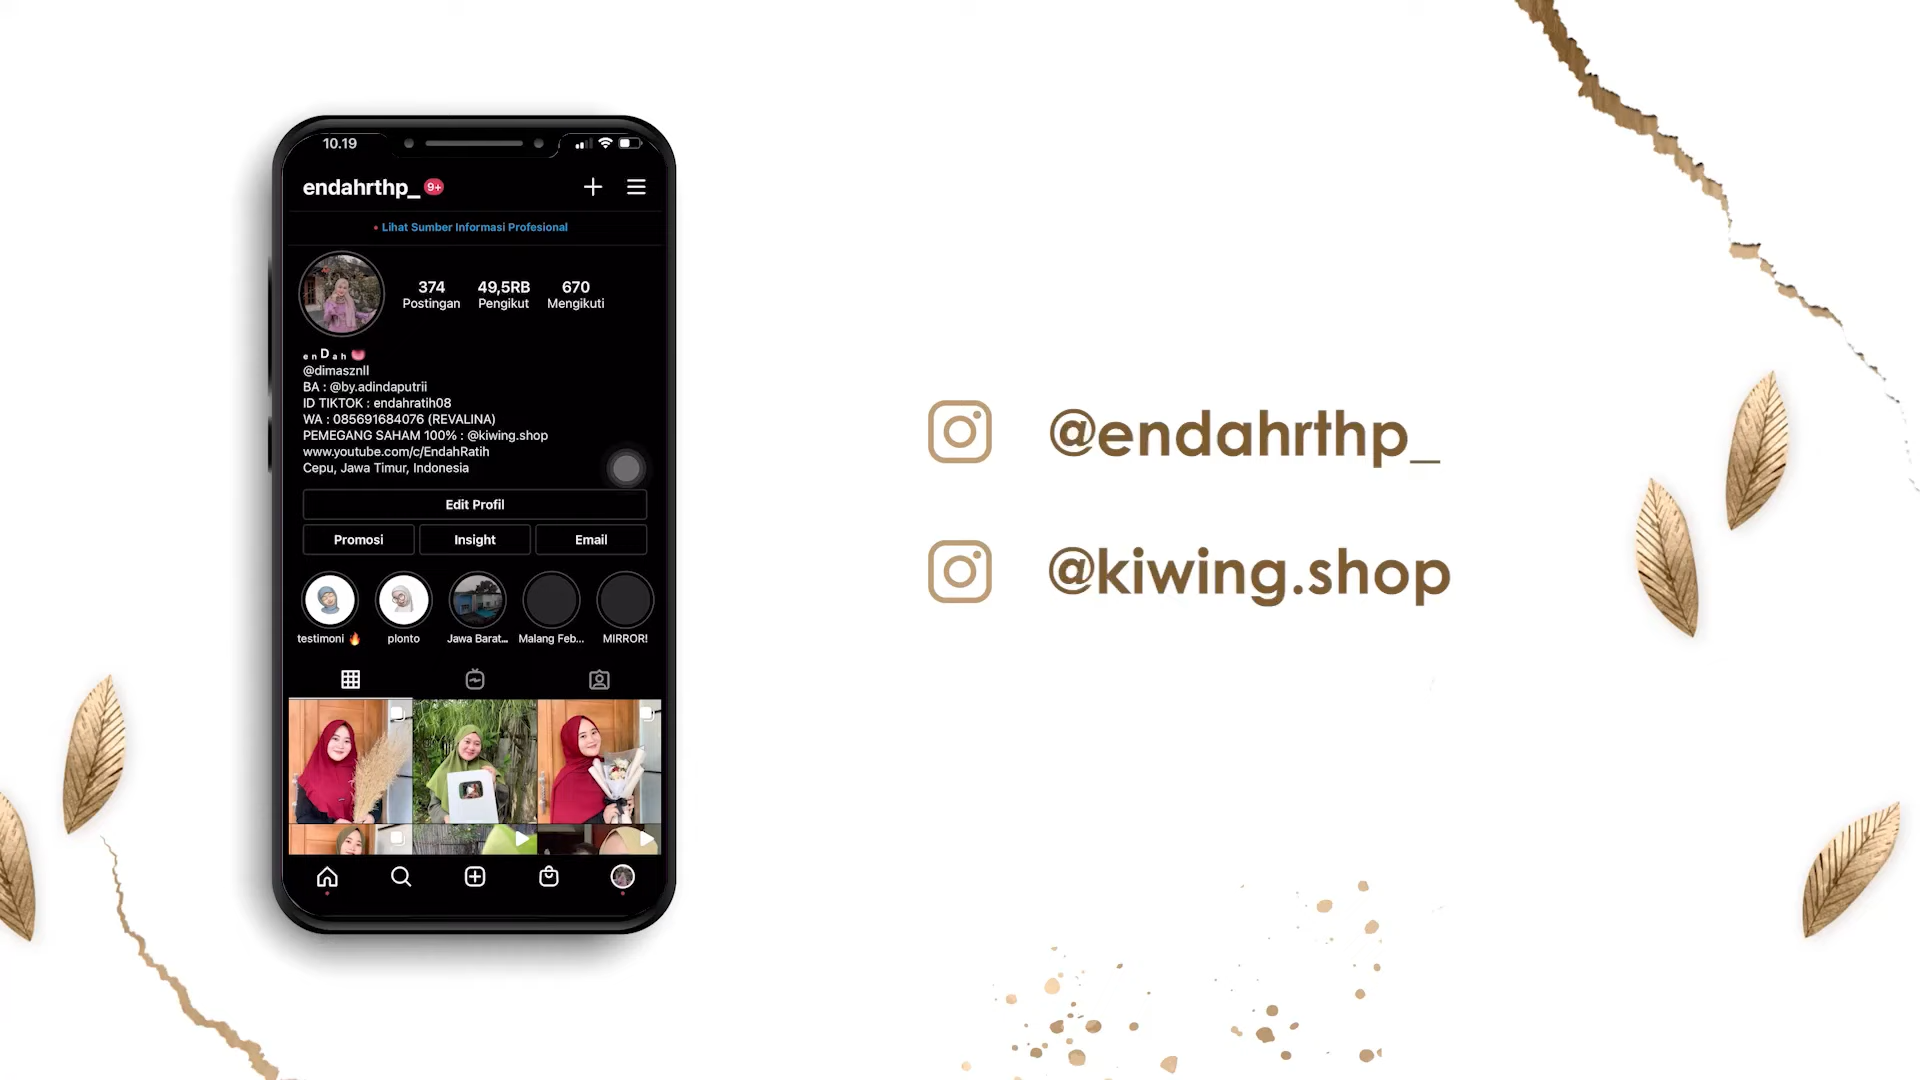 10.19
endahrthp_ 9+
Lihat Sumber Informasi Profesional
374 49,5RB 670
Postingan Pengikut Mengikuti
ₑₙDₐₕ
@dimasznll
BA : @by.adindaputrii
ID TIKTOK : endahratih08
WA : 085691684076 (REVALINA)
PEMEGANG SAHAM 100% : @kiwing.shop
www.youtube.com/c/EndahRatih
Cepu, Jawa Timur, Indonesia
Edit Profil
Promosi Insight Email
testimoni 🔥 plonto Jawa Barat... Malang Feb... MIRROR!
@endahrthp_
@kiwing.shop